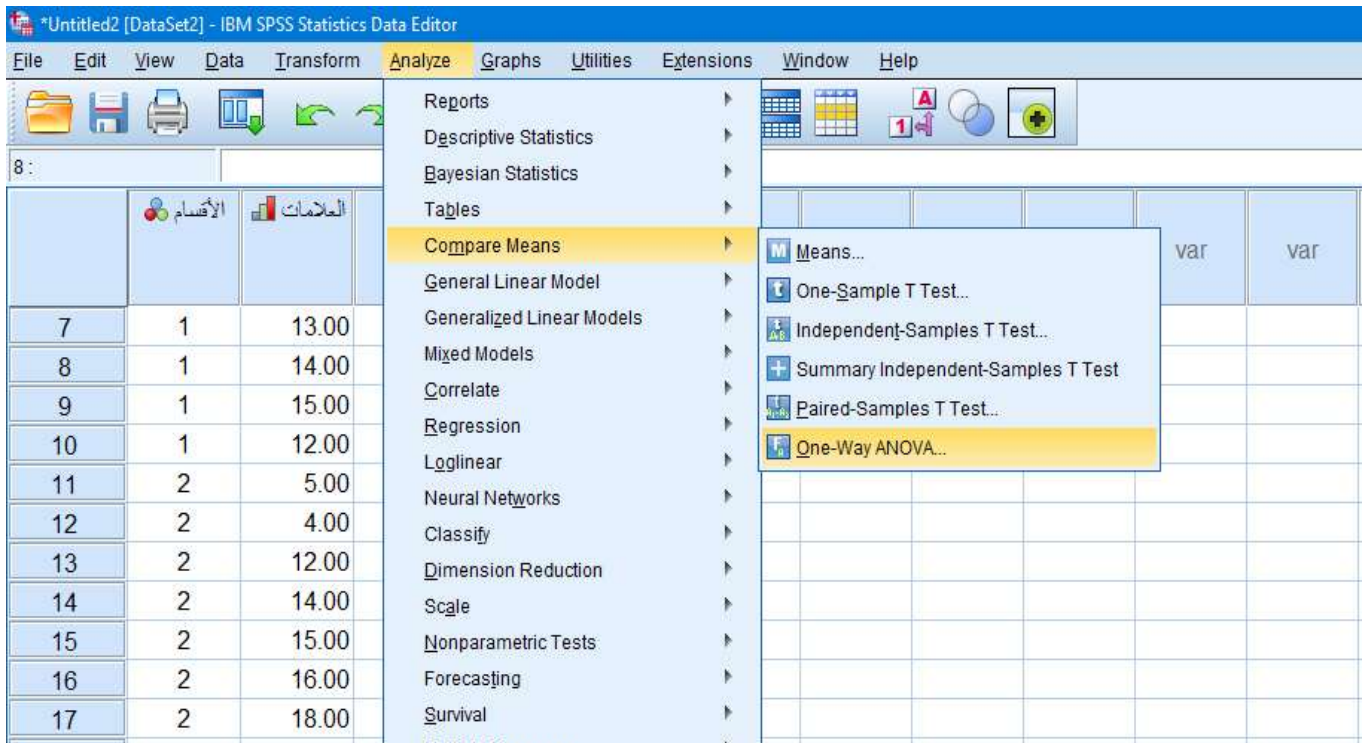 *Untitled2 [DataSet2] - IBM SPSS Statistics Data Editor
File Edit View Data Transform Analyze Graphs Utilities Extensions Window Help
8 :
Reports
Descriptive Statistics
Bayesian Statistics
Tables
Compare Means
General Linear Model
Generalized Linear Models
Mixed Models
Correlate
Regression
Loglinear
Neural Networks
Classify
Dimension Reduction
Scale
Nonparametric Tests
Forecasting
Survival
Means...
One-Sample T Test...
Independent-Samples T Test...
Summary Independent-Samples T Test
Paired-Samples T Test...
One-Way ANOVA...
الأقسام العلامات var var
7 1 13.00
8 1 14.00
9 1 15.00
10 1 12.00
11 2 5.00
12 2 4.00
13 2 12.00
14 2 14.00
15 2 15.00
16 2 16.00
17 2 18.00